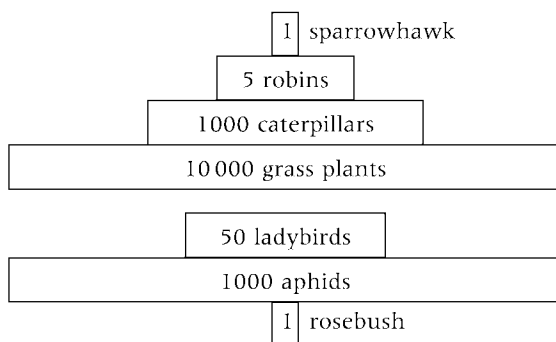 1 sparrowhawk
5 robins
1000 caterpillars
10 000 grass plants
50 ladybirds
1000 aphids
1 rosebush